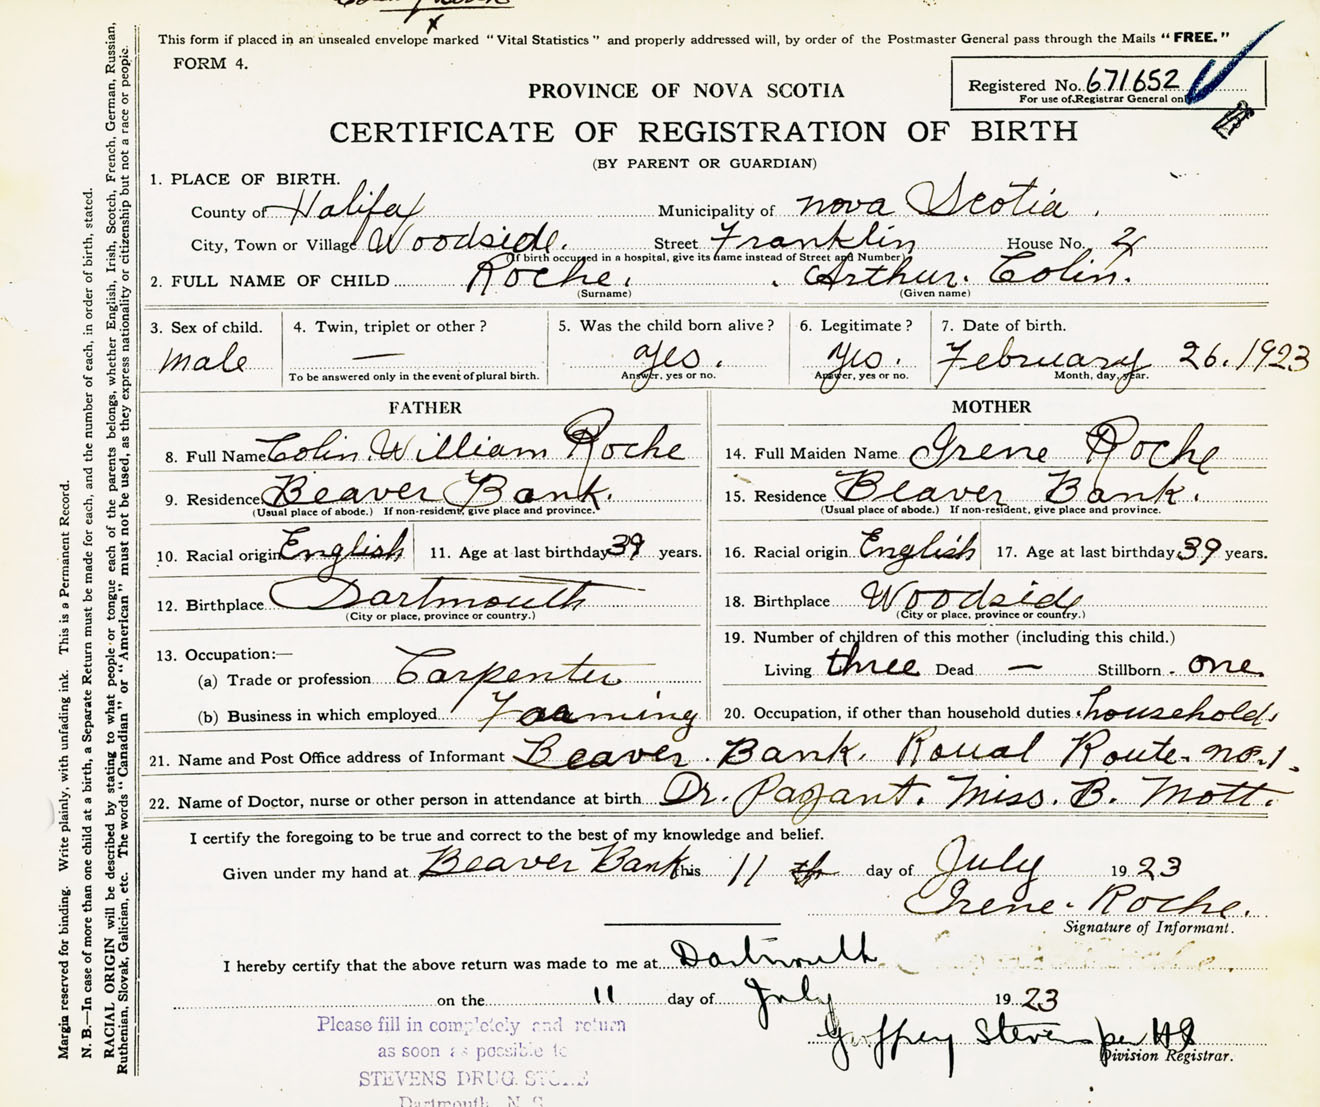 This form if placed in an unsealed envelope marked "Vital Statistics" and properly addressed will, by order of the Postmaster General pass through the Mails "FREE."
FORM 4.
Registered No. 671652
For use of Registrar General only
PROVINCE OF NOVA SCOTIA
CERTIFICATE OF REGISTRATION OF BIRTH
(BY PARENT OR GUARDIAN)
1. PLACE OF BIRTH.
County of Halifax Municipality of nova Scotia.
City, Town or Village Woodside. Street Franklin House No. 24
(If birth occurred in a hospital, give its name instead of Street and Number)
2. FULL NAME OF CHILD Roche. Arthur. Colin.
(Surname) (Given name)
3. Sex of child. 4. Twin, triplet or other? 5. Was the child born alive? 6. Legitimate? 7. Date of birth.
male — yes. yes. February 26. 1923
To be answered only in the event of plural birth. Answer, yes or no. Answer, yes or no. Month, day, year.
FATHER MOTHER
8. Full Name Colin William Roche 14. Full Maiden Name Irene Roche
9. Residence Beaver Bank. 15. Residence Beaver Bank.
(Usual place of abode.) If non-resident, give place and province. (Usual place of abode.) If non-resident, give place and province.
10. Racial origin English 11. Age at last birthday 39 years. 16. Racial origin English 17. Age at last birthday 39 years.
12. Birthplace Dartmouth 18. Birthplace Woodside
(City or place, province or country.) (City or place, province or country.)
19. Number of children of this mother (including this child.)
13. Occupation:—
Living three Dead — Stillborn - one
(a) Trade or profession Carpenter
(b) Business in which employed Foaming 20. Occupation, if other than household duties household
21. Name and Post Office address of Informant Beaver. Bank. Roual Route. no. 1.
22. Name of Doctor, nurse or other person in attendance at birth Dr. Pagant. Miss. B. Mott.
I certify the foregoing to be true and correct to the best of my knowledge and belief.
Given under my hand at Beaver Bank this 11 th day of July 1923
Irene. Roche.
Signature of Informant.
I hereby certify that the above return was made to me at Dartmouth
on the 11 day of July 1923
Geoffrey Stevens per HS
Division Registrar.
Please fill in completely and return
as soon as possible to
STEVENS DRUG STORE
Dartmouth, N. S.
Margin reserved for binding. Write plainly, with unfading ink. This is a Permanent Record.
N. B.—In case of more than one child at a birth, a Separate Return must be made for each, and the number of each, in order of birth, stated.
RACIAL ORIGIN will be described by stating to what people or tongue each of the parents belongs, whether English, Irish, Scotch, French, German, Russian,
Ruthenian, Slovak, Galician, etc. The words "Canadian" or "American" must not be used, as they express nationality or citizenship but not a race or people.